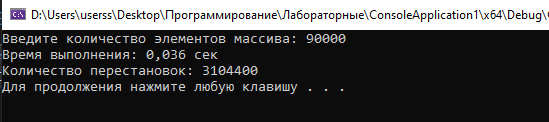 D:\Users\userss\Desktop\Программирование\Лабораторные\ConsoleApplication1\x64\Debug\
Введите количество элементов массива: 90000
Время выполнения: 0,036 сек
Количество перестановок: 3104400
Для продолжения нажмите любую клавишу . . .